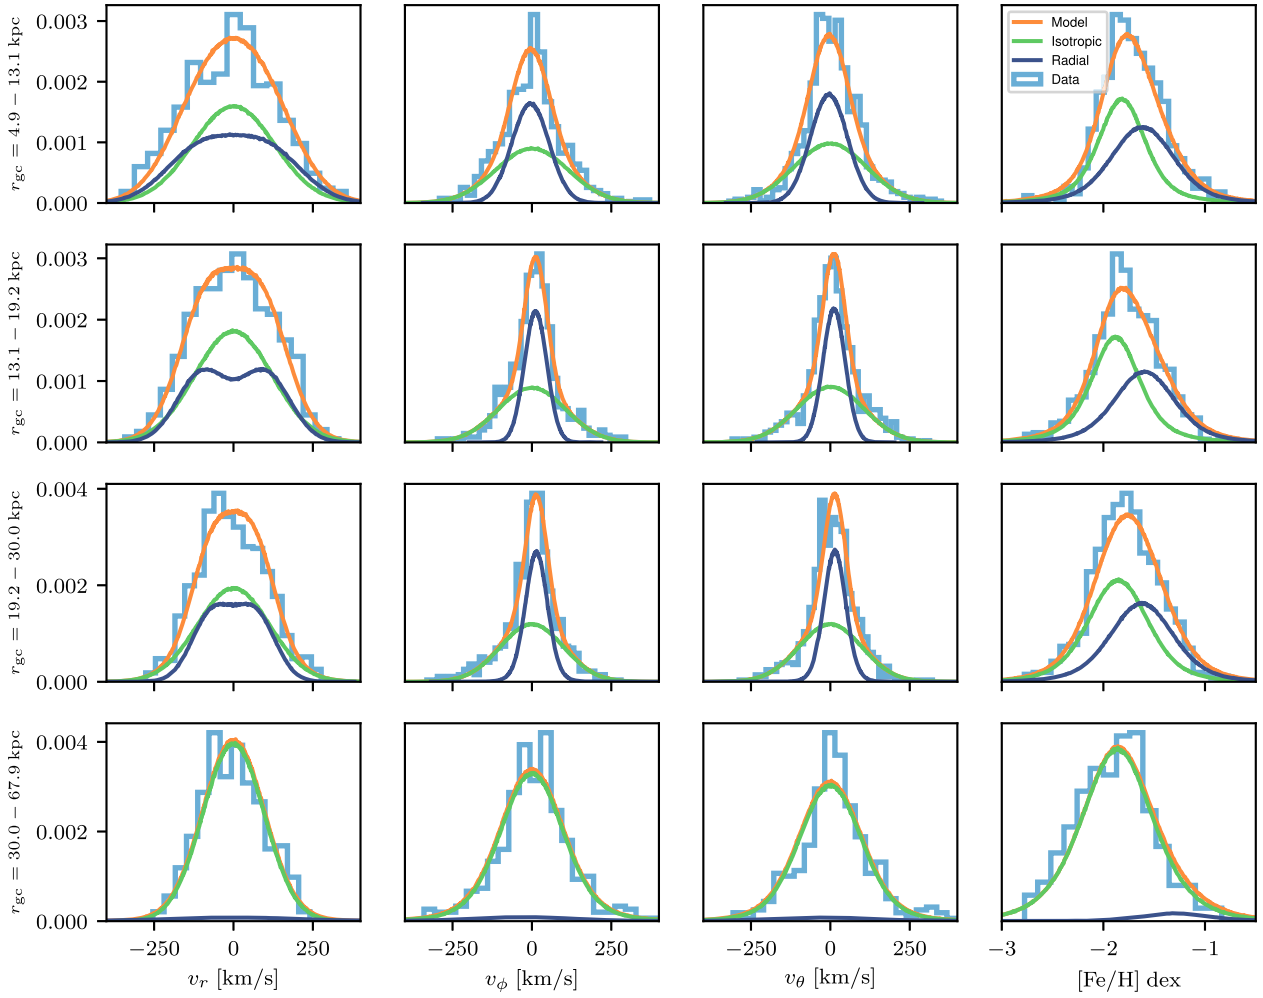 r_gc = 4.9 − 13.1 kpc
0.003
0.002
0.001
0.000
Model
Isotropic
Radial
Data
r_gc = 13.1 − 19.2 kpc
0.003
0.002
0.001
0.000
r_gc = 19.2 − 30.0 kpc
0.004
0.002
0.000
r_gc = 30.0 − 67.9 kpc
0.004
0.002
0.000
−250 0 250
−250 0 250
−250 0 250
−3 −2 −1
v_r [km/s]
v_ϕ [km/s]
v_θ [km/s]
[Fe/H] dex